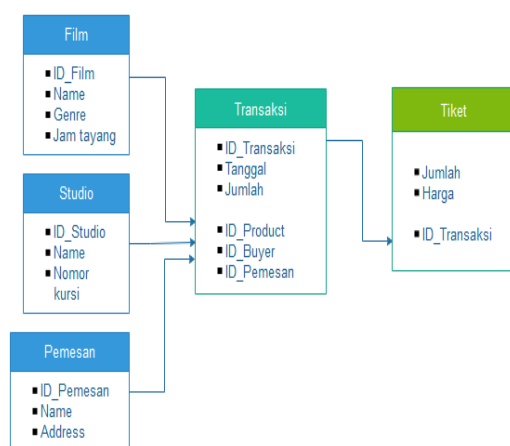 Film
ID_Film
Name
Genre
Jam tayang
Studio
ID_Studio
Name
Nomor
kursi
Pemesan
ID_Pemesan
Name
Address
Transaksi
ID_Transaksi
Tanggal
Jumlah
ID_Product
ID_Buyer
ID_Pemesan
Tiket
Jumlah
Harga
ID_Transaksi